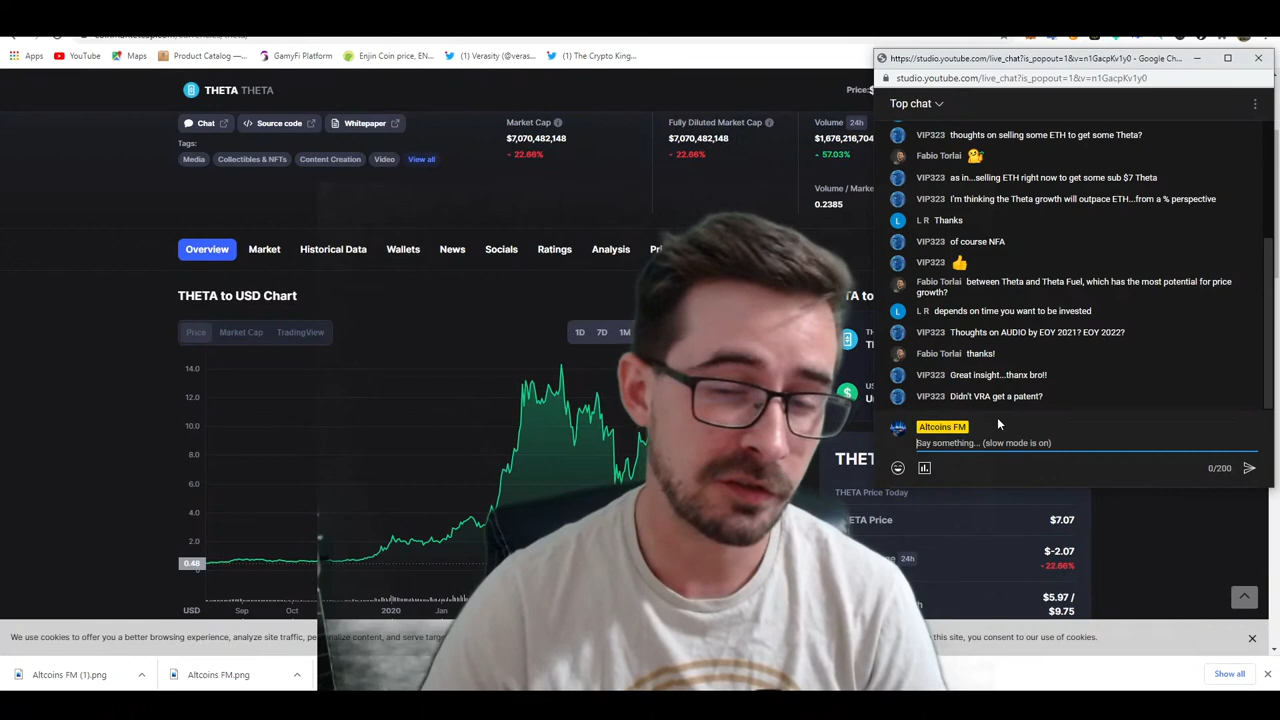 Apps
YouTube
Maps
Product Catalog —...
GamyFi Platform
Enjin Coin price, EN...
(1) Verasity (@veras...
(1) The Crypto King...
THETA THETA
Price:
Chat
Source code
Whitepaper
Tags:
Media
Collectibles & NFTs
Content Creation
Video
View all
Market Cap
$7,070,482,148
22.66%
Fully Diluted Market Cap
$7,070,482,148
22.66%
Volume 24h
$1,676,216,704
57.03%
Volume / Market
0.2385
Overview
Market
Historical Data
Wallets
News
Socials
Ratings
Analysis
THETA to USD Chart
Price
Market Cap
TradingView
1D
7D
1M
14.0
12.0
10.0
8.0
6.0
4.0
2.0
0.48
USD
Sep
Oct
2020
Jan
https://studio.youtube.com/live_chat?is_popout=1&v=n1GacpKv1y0 - Google Ch...
studio.youtube.com/live_chat?is_popout=1&v=n1GacpKv1y0
Top chat
VIP323 thoughts on selling some ETH to get some Theta?
Fabio Torlai
VIP323 as in...selling ETH right now to get some sub $7 Theta
VIP323 I'm thinking the Theta growth will outpace ETH...from a % perspective
L R Thanks
VIP323 of course NFA
VIP323
Fabio Torlai between Theta and Theta Fuel, which has the most potential for price
growth?
L R depends on time you want to be invested
VIP323 Thoughts on AUDIO by EOY 2021? EOY 2022?
Fabio Torlai thanks!
VIP323 Great insight...thanx bro!!
VIP323 Didn't VRA get a patent?
Altcoins FM
Say something... (slow mode is on)
0/200
THETA Price Today
THETA Price
$7.07
24h
$-2.07
22.66%
$5.97 /
$9.75
We use cookies to offer you a better browsing experience, analyze site traffic,
this site, you consent to our use of cookies.
Altcoins FM (1).png
Altcoins FM.png
Show all